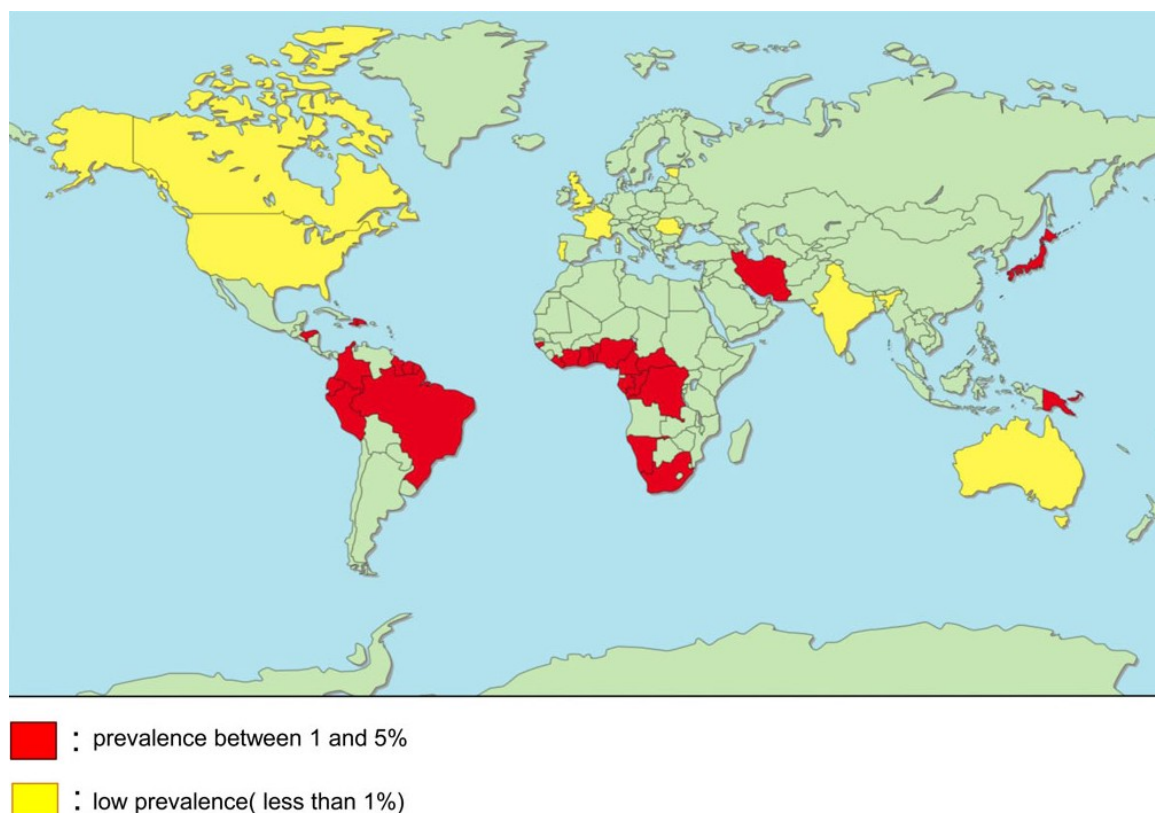 : prevalence between 1 and 5%
: low prevalence( less than 1%)